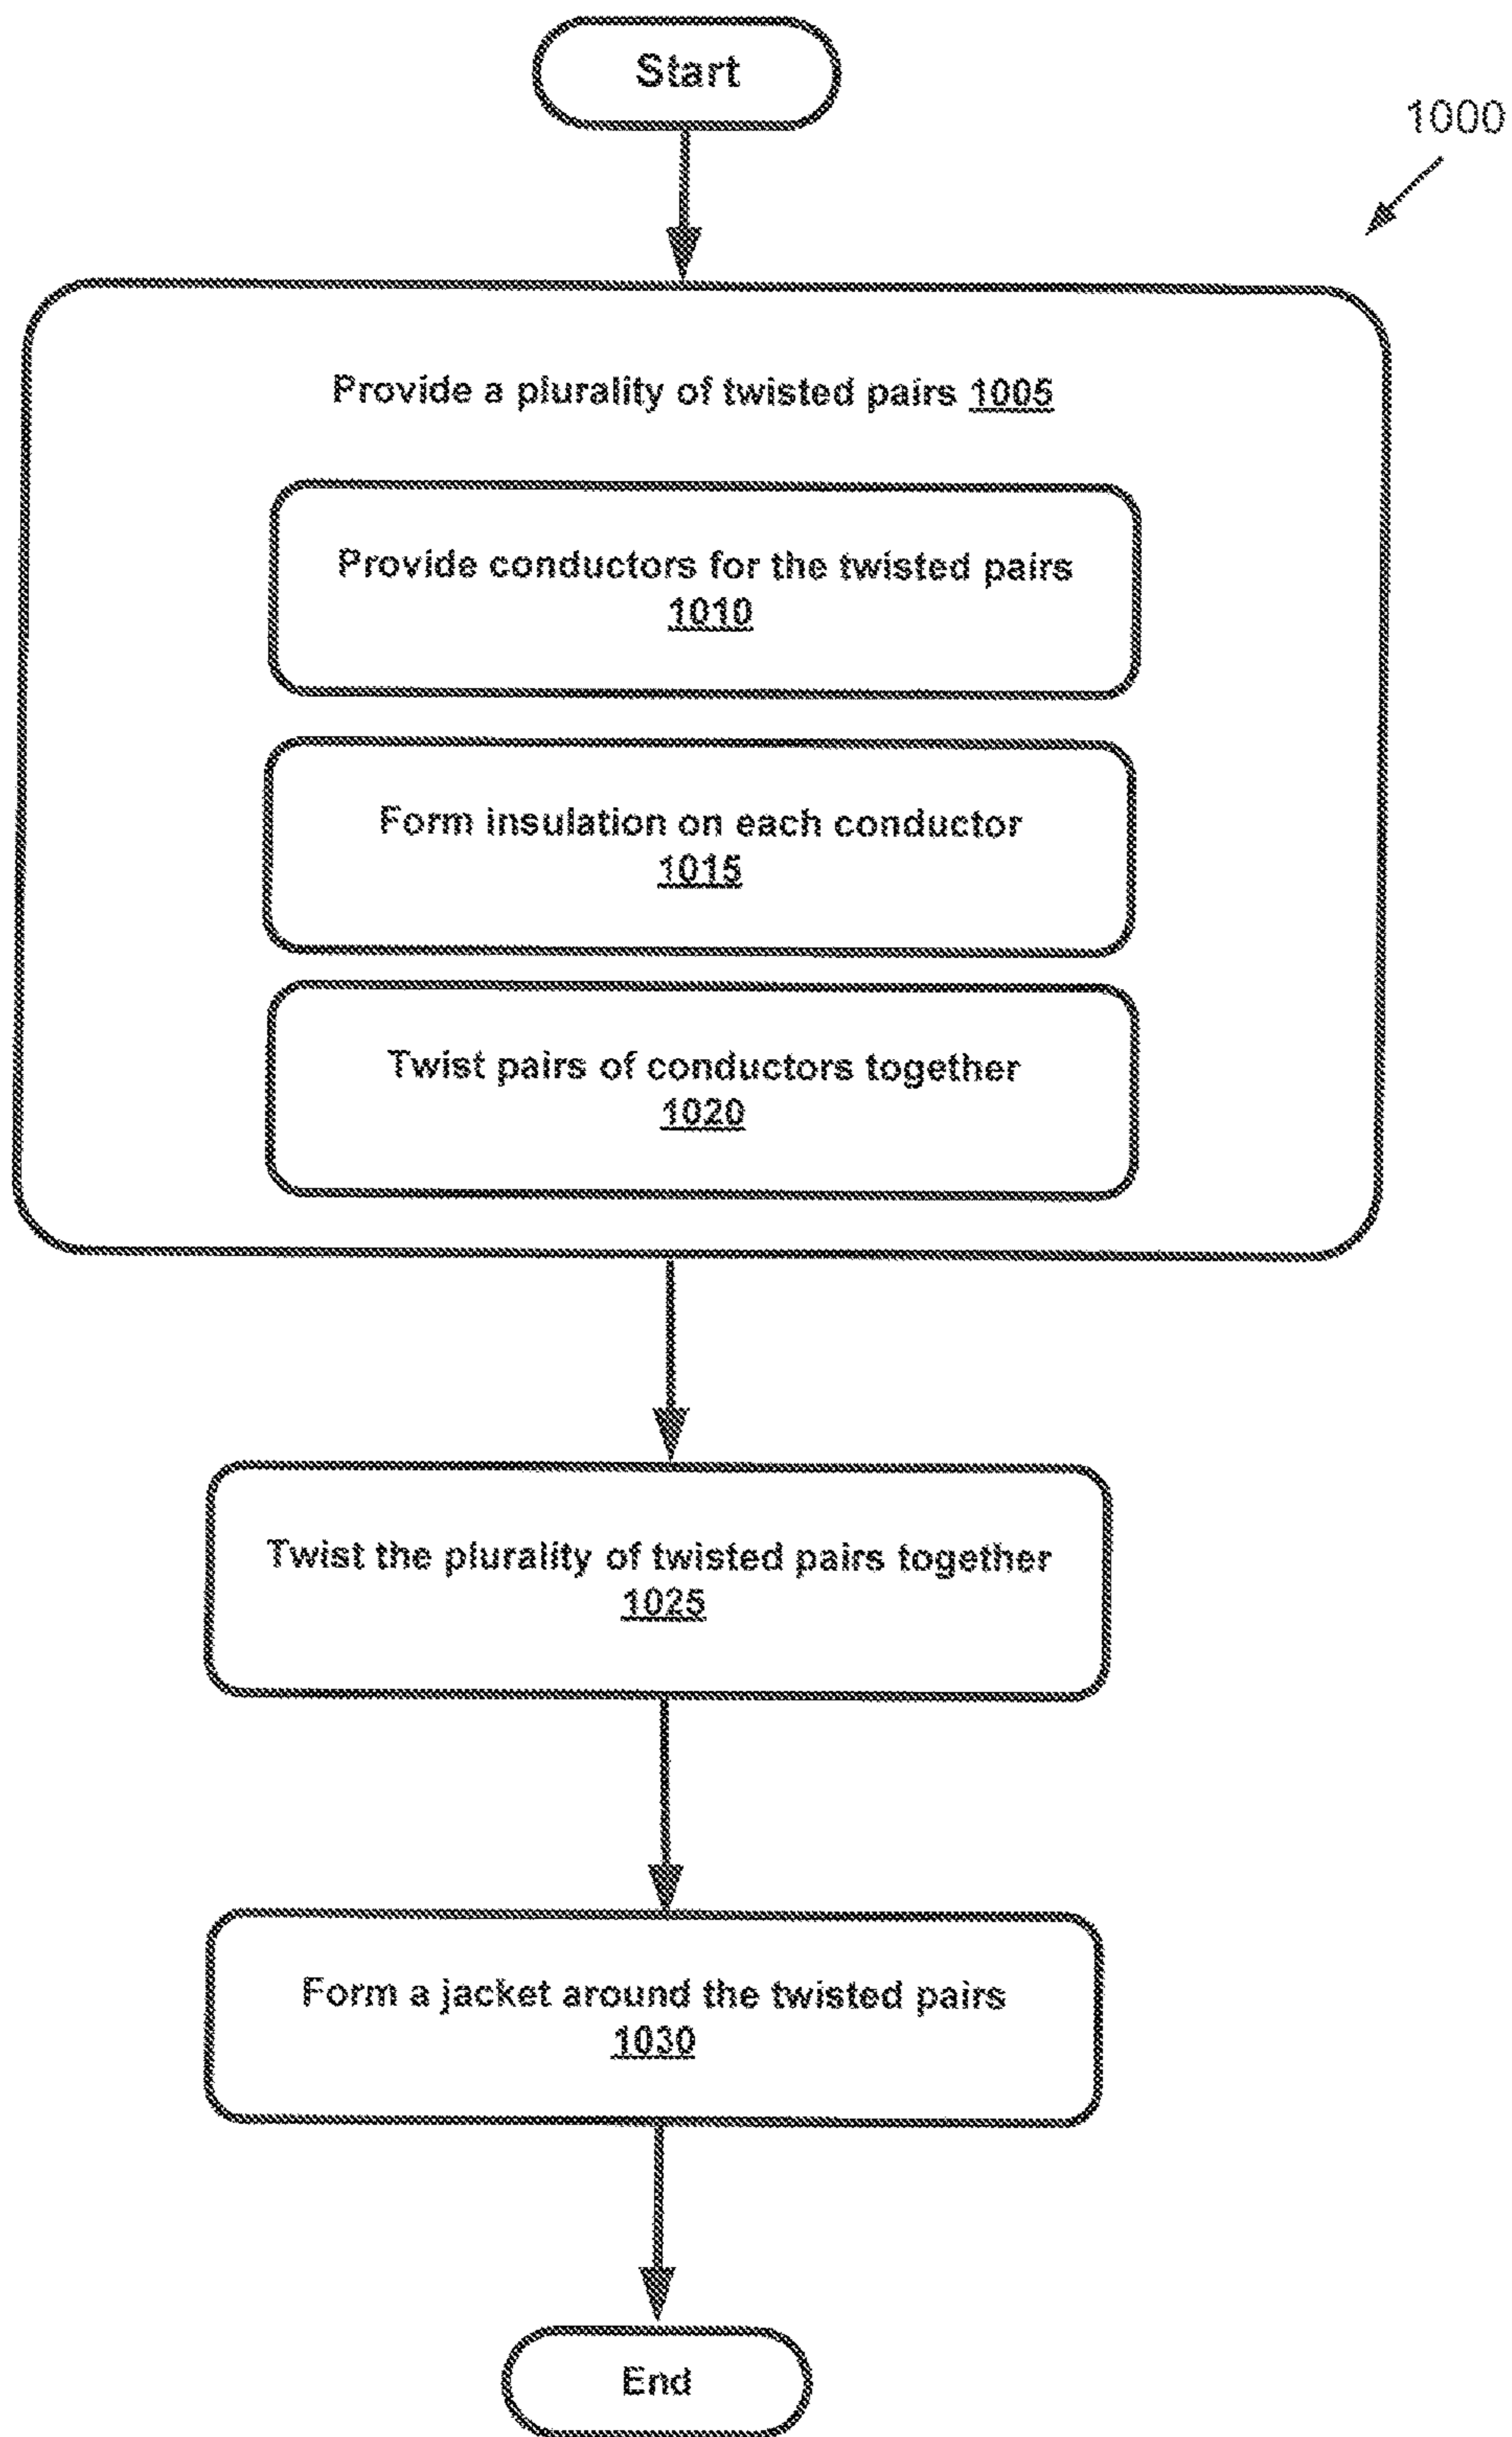 Start
1000
Provide a plurality of twisted pairs 1005
Provide conductors for the twisted pairs
1010
Form insulation on each conductor
1015
Twist pairs of conductors together
1020
Twist the plurality of twisted pairs together
1025
Form a jacket around the twisted pairs
1030
End